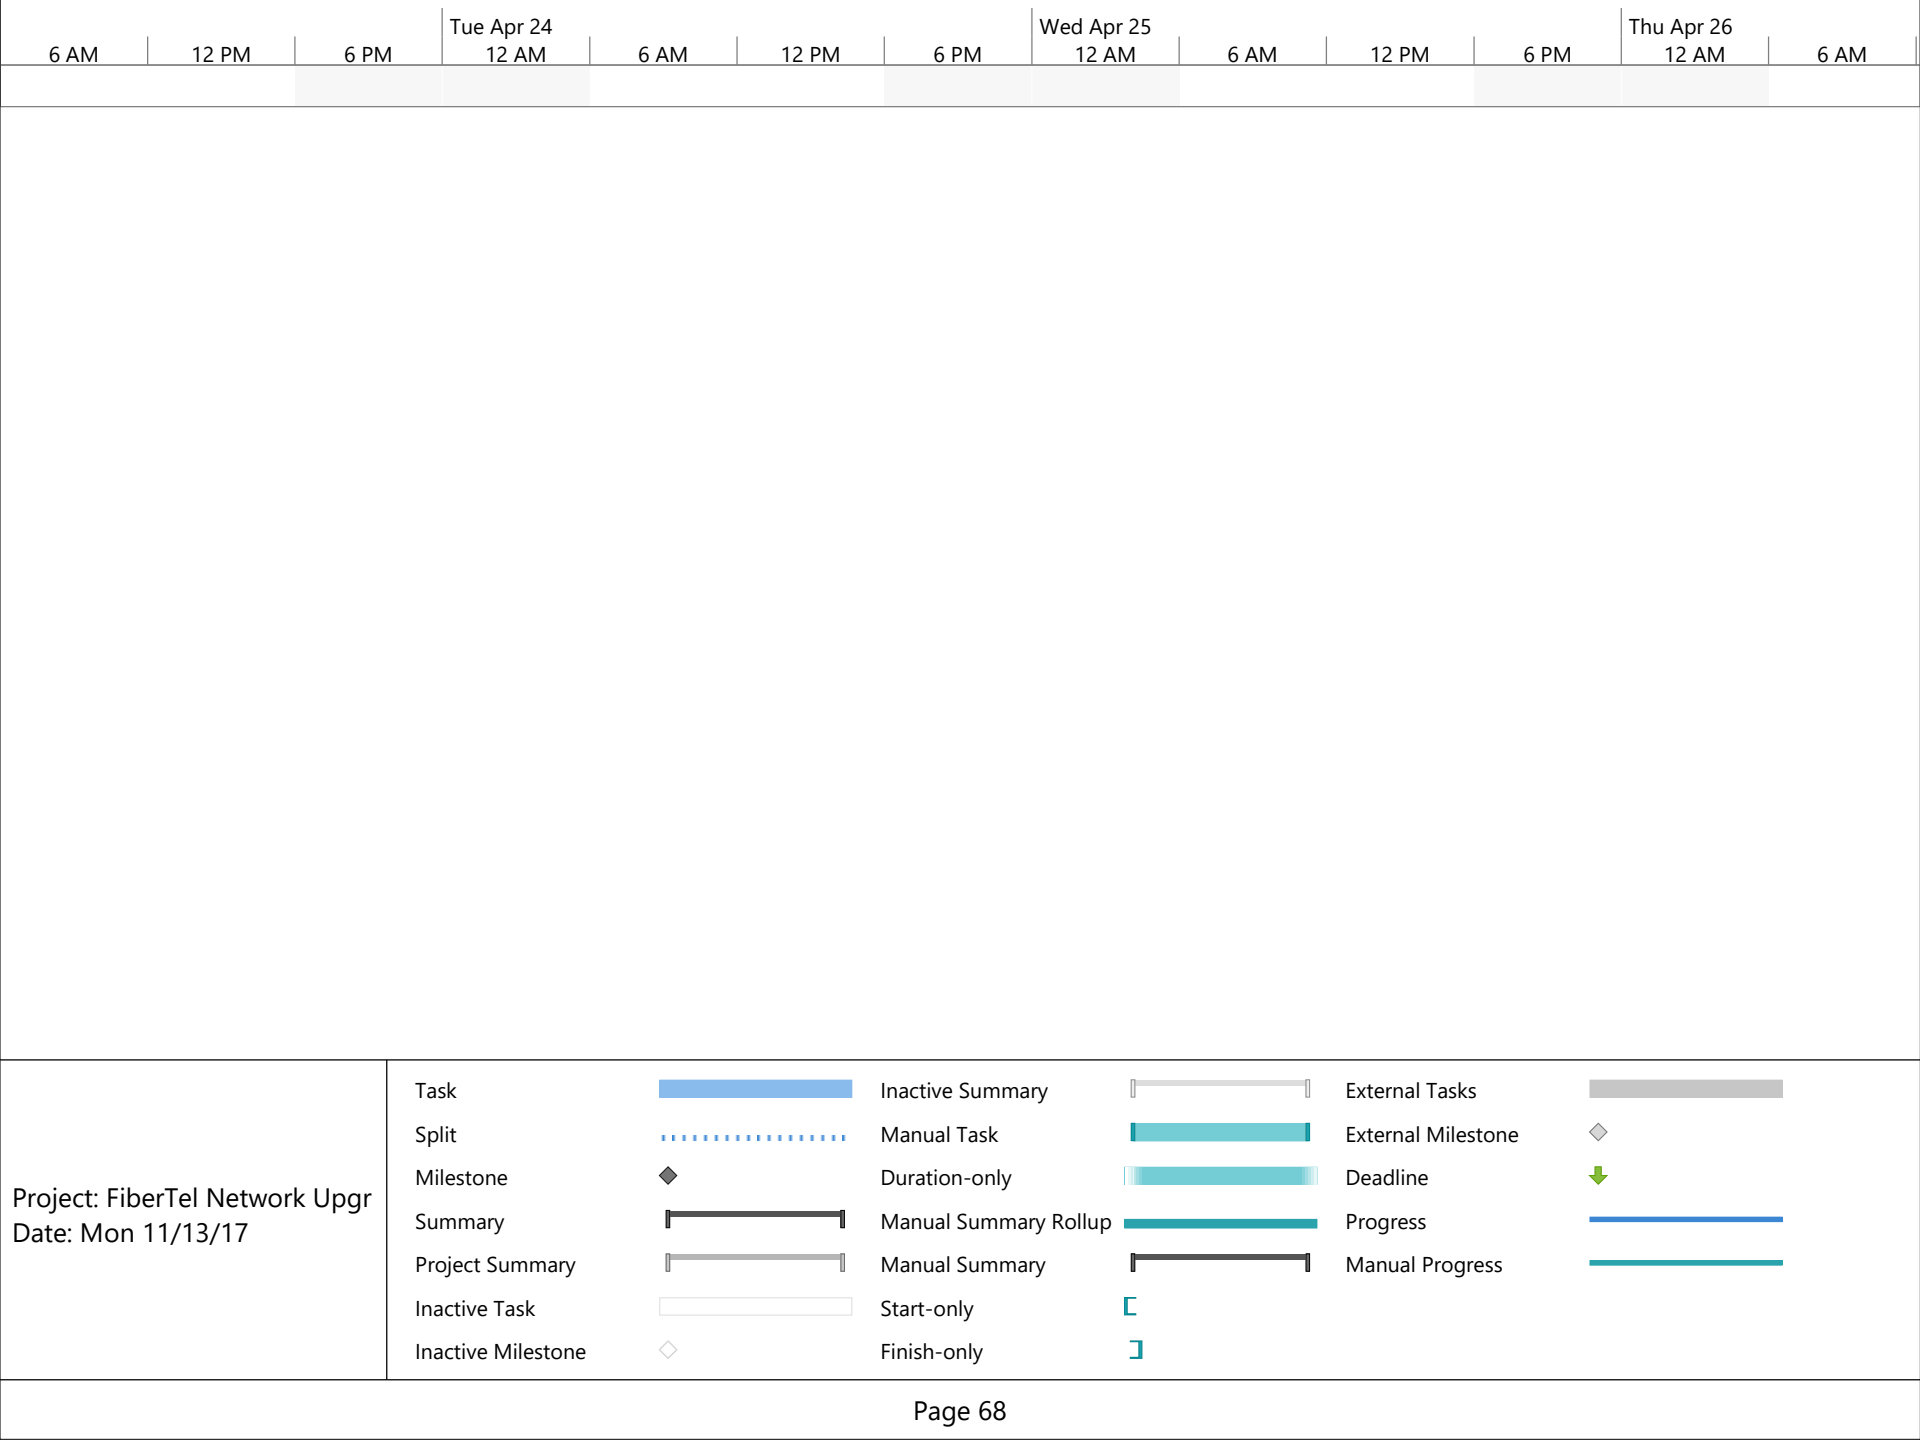 Tue Apr 24 Wed Apr 25 Thu Apr 26
6 AM 12 PM 6 PM 12 AM 6 AM 12 PM 6 PM 12 AM 6 AM 12 PM 6 PM 12 AM 6 AM
Project: FiberTel Network Upgr
Date: Mon 11/13/17
Task
Split
Milestone
Summary
Project Summary
Inactive Task
Inactive Milestone
Inactive Summary
Manual Task
Duration-only
Manual Summary Rollup
Manual Summary
Start-only
Finish-only
External Tasks
External Milestone
Deadline
Progress
Manual Progress
Page 68